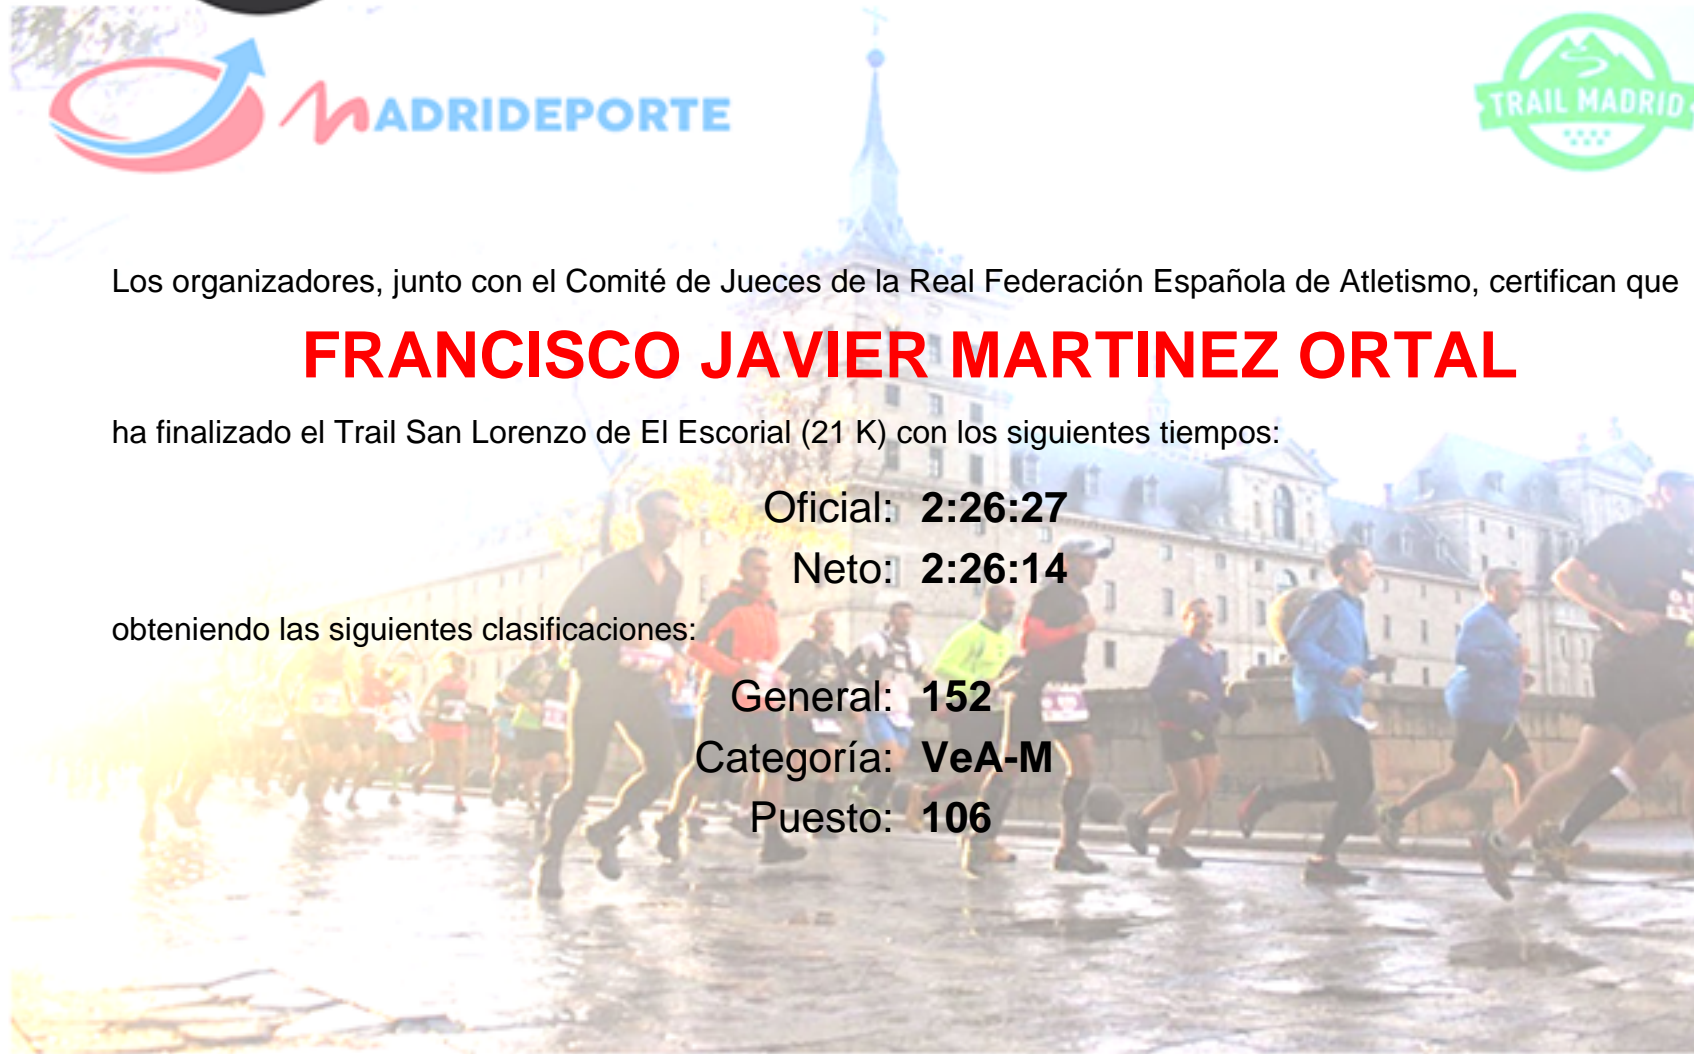 MADRIDEPORTE
TRAIL MADRID
Los organizadores, junto con el Comité de Jueces de la Real Federación Española de Atletismo, certifican que
FRANCISCO JAVIER MARTINEZ ORTAL
ha finalizado el Trail San Lorenzo de El Escorial (21 K) con los siguientes tiempos:
Oficial: 2:26:27
Neto: 2:26:14
obteniendo las siguientes clasificaciones:
General: 152
Categoría: VeA-M
Puesto: 106